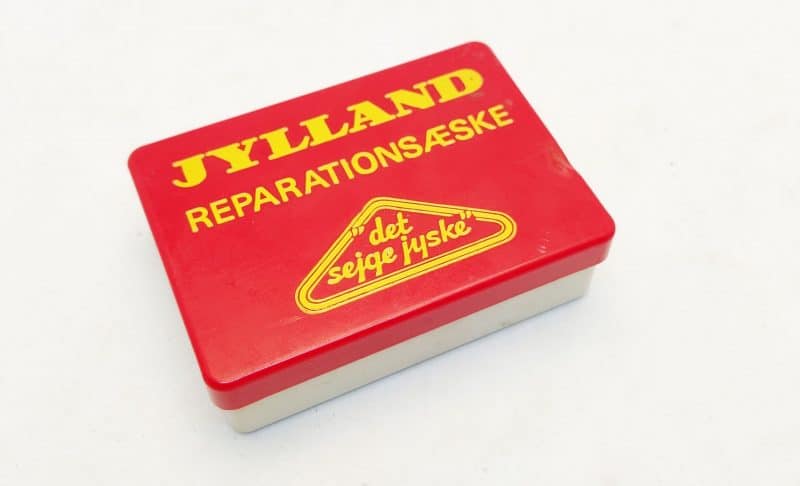 JYLLAND
REPARATIONSÆSKE
"det
sejge jyske"